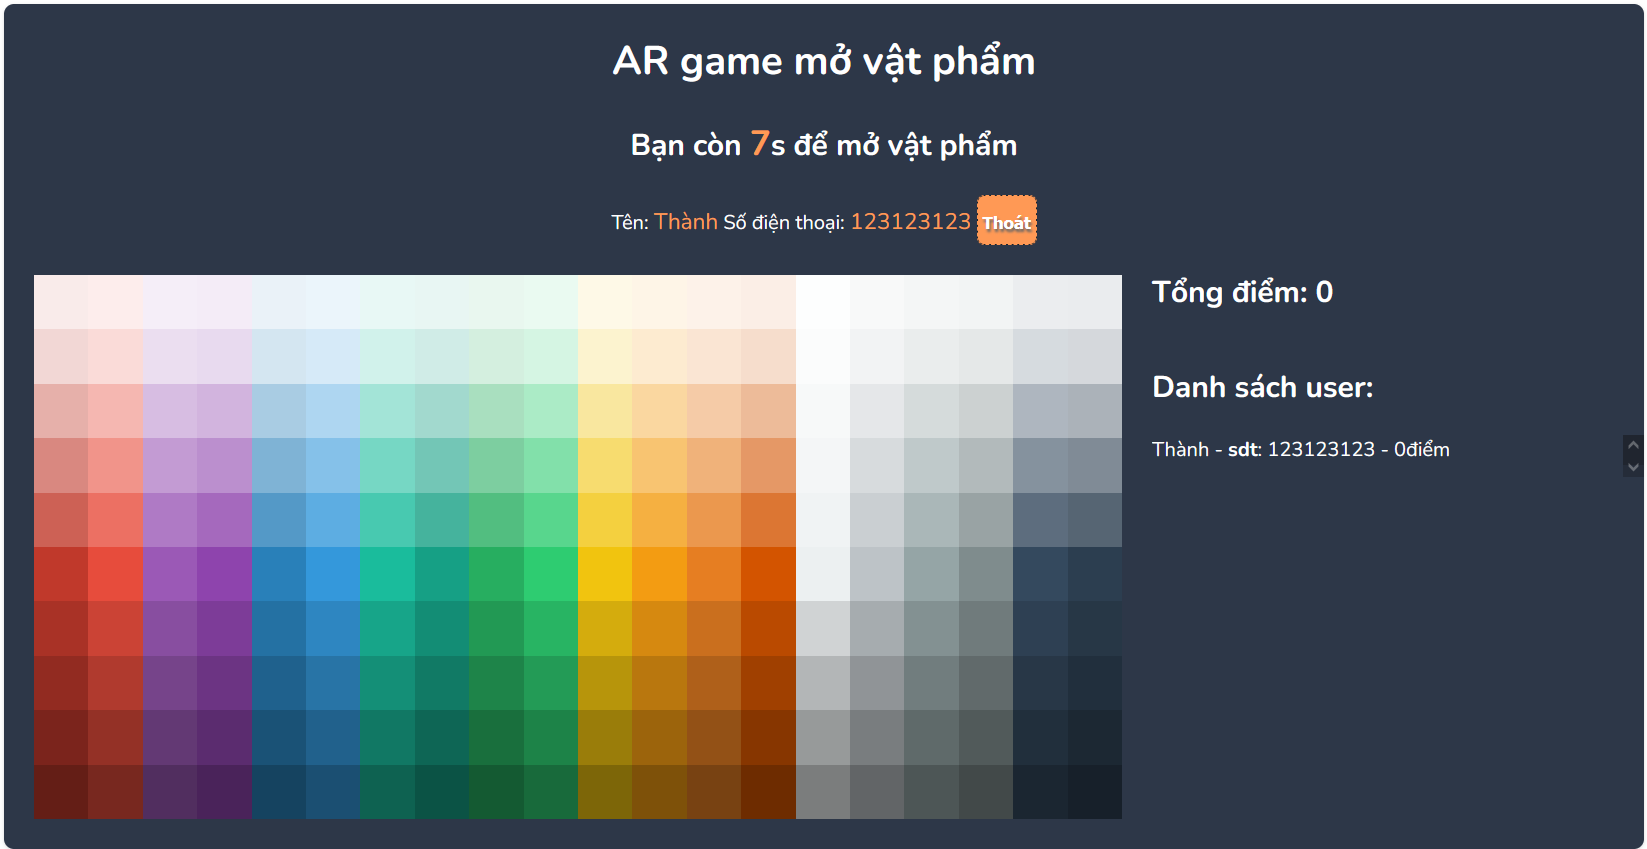 AR game mở vật phẩm
Bạn còn 7s để mở vật phẩm
Tên: Thành Số điện thoại: 123123123 Thoát
Tổng điểm: 0
Danh sách user:
Thành - sdt: 123123123 - 0điểm